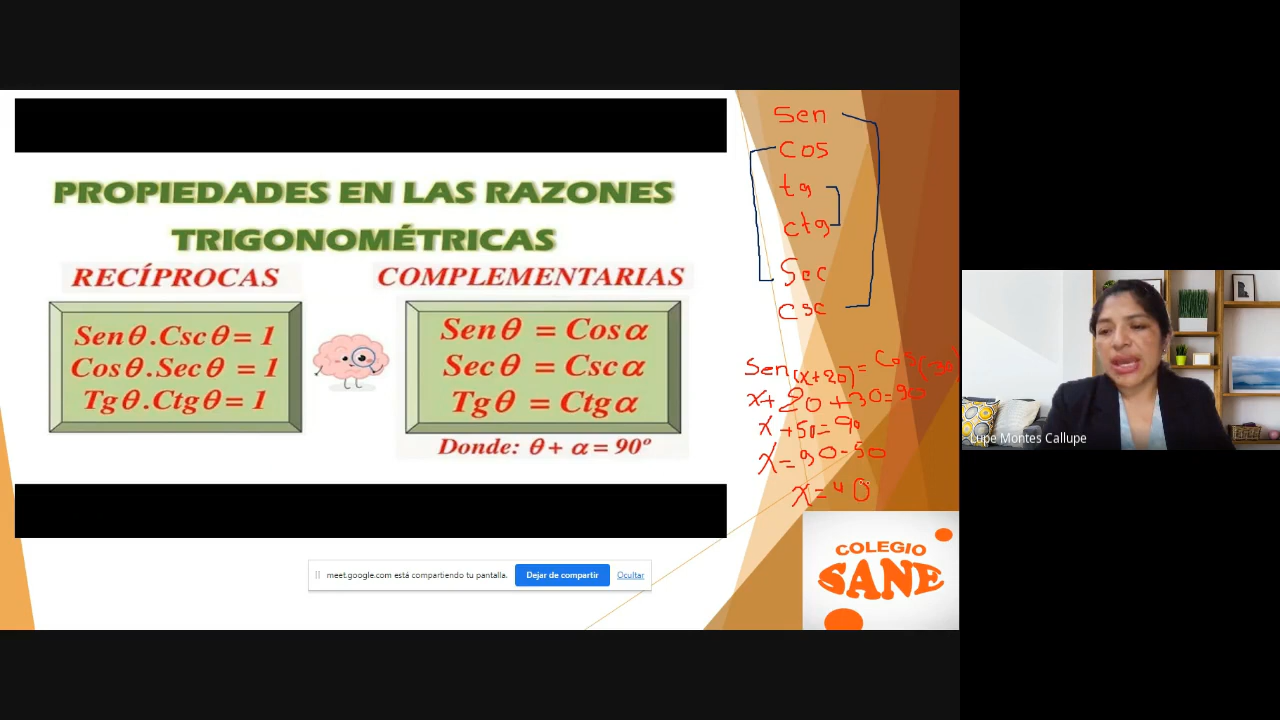 PROPIEDADES EN LAS RAZONES
TRIGONOMÉTRICAS
RECÍPROCAS
Senθ.Cscθ= 1
Cosθ.Secθ = 1
Tgθ.Ctgθ= 1
COMPLEMENTARIAS
Senθ = Cosα
Secθ = Cscα
Tgθ = Ctgα
Donde: θ+ α= 90º
Sen
Cos
tg
ctg
Sec
csc
Sen(x+20)= Cos(
x+20+30=90
x+50=90
x=90-50
x=40
meet.google.com está compartiendo tu pantalla.
Dejar de compartir
Ocultar
COLEGIO
SANE
Lupe Montes Callupe